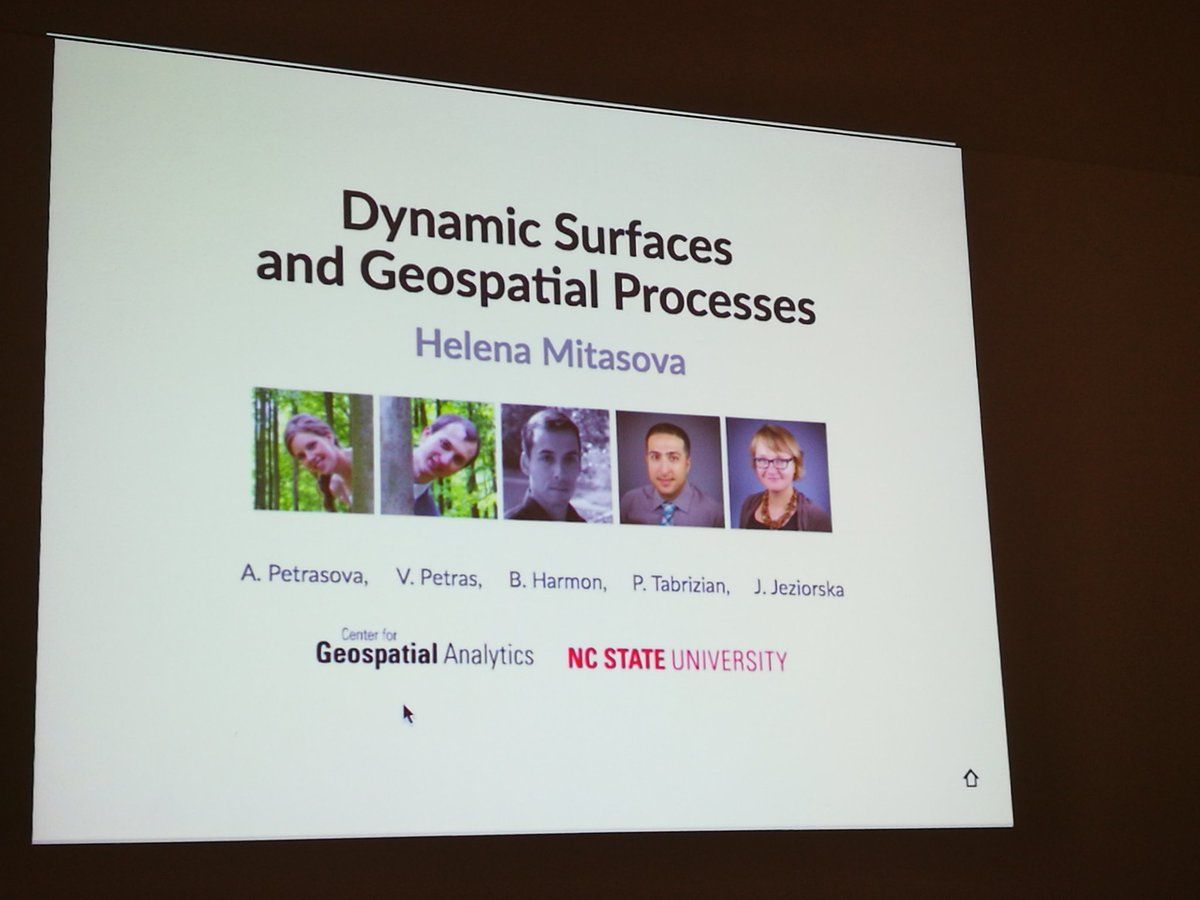 Dynamic Surfaces
and Geospatial Processes
Helena Mitasova
A. Petrasova, V. Petras, B. Harmon, P. Tabrizian, J. Jeziorska
Center for
Geospatial Analytics
NC STATE UNIVERSITY